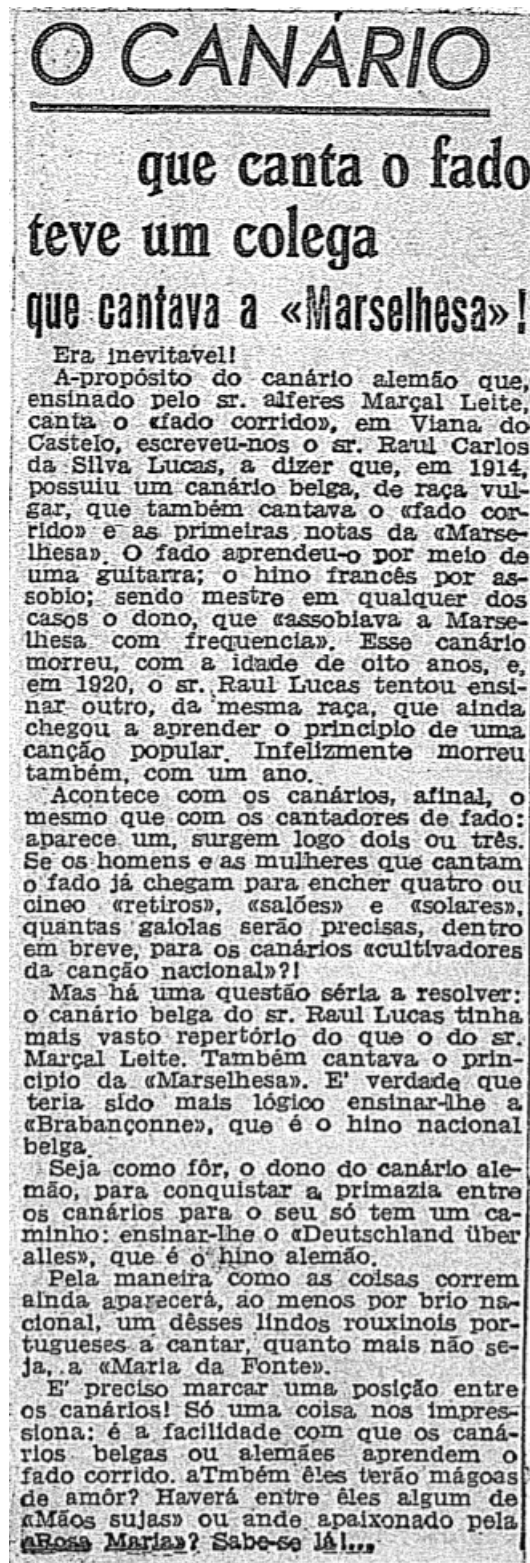 O CANÁRIO
que canta o fado
teve um colega
que cantava a «Marselhesa»!
Era inevitavel!
A-propósito do canário alemão que,
ensinado pelo sr. alferes Marçal Leite,
canta o «fado corrido», em Viana do
Castelo, escreveu-nos o sr. Raul Carlos
da Silva Lucas, a dizer que, em 1914,
possuiu um canário belga, de raça vul-
gar, que também cantava o «fado cor-
rido» e as primeiras notas da «Marse-
lhesa». O fado aprendeu-o por meio de
uma guitarra; o hino francês por as-
sobio; sendo mestre em qualquer dos
casos o dono, que «assobiava a Marse-
lhesa com frequencia». Esse canário
morreu, com a idade de oito anos, e,
em 1920, o sr. Raul Lucas tentou ensi-
nar outro, da mesma raça, que ainda
chegou a aprender o principio de uma
canção popular. Infelizmente morreu
também, com um ano.
Acontece com os canários, afinal, o
mesmo que com os cantadores de fado:
aparece um, surgem logo dois ou três.
Se os homens e as mulheres que cantam
o fado já chegam para encher quatro ou
cinco «retiros», «salões» e «solares»,
quantas gaiolas serão precisas, dentro
em breve, para os canários «cultivadores
da canção nacional»?!
Mas há uma questão séria a resolver:
o canário belga do sr. Raul Lucas tinha
mais vasto repertório do que o do sr.
Marçal Leite. Também cantava o prin-
cipio da «Marselhesa». E' verdade que
teria sido mais lógico ensinar-lhe a
«Brabançonne», que é o hino nacional
belga.
Seja como fôr, o dono do canário ale-
mão, para conquistar a primazia entre
os canários para o seu só tem um ca-
minho: ensinar-lhe o «Deutschland über
alles», que é o hino alemão.
Pela maneira como as coisas correm
ainda aparecerá, ao menos por brio na-
cional, um dêsses lindos rouxinois por-
tugueses a cantar, quanto mais não se-
ja, a «Maria da Fonte».
E' preciso marcar uma posição entre
os canários! Só uma coisa nos impres-
siona: é a facilidade com que os caná-
rios belgas ou alemães aprendem o
fado corrido. aTmbém êles terão mágoas
de amôr? Haverá entre êles algum de
«Mãos sujas» ou ande apaixonado pela
«Rosa Maria»? Sabe-se lá!...